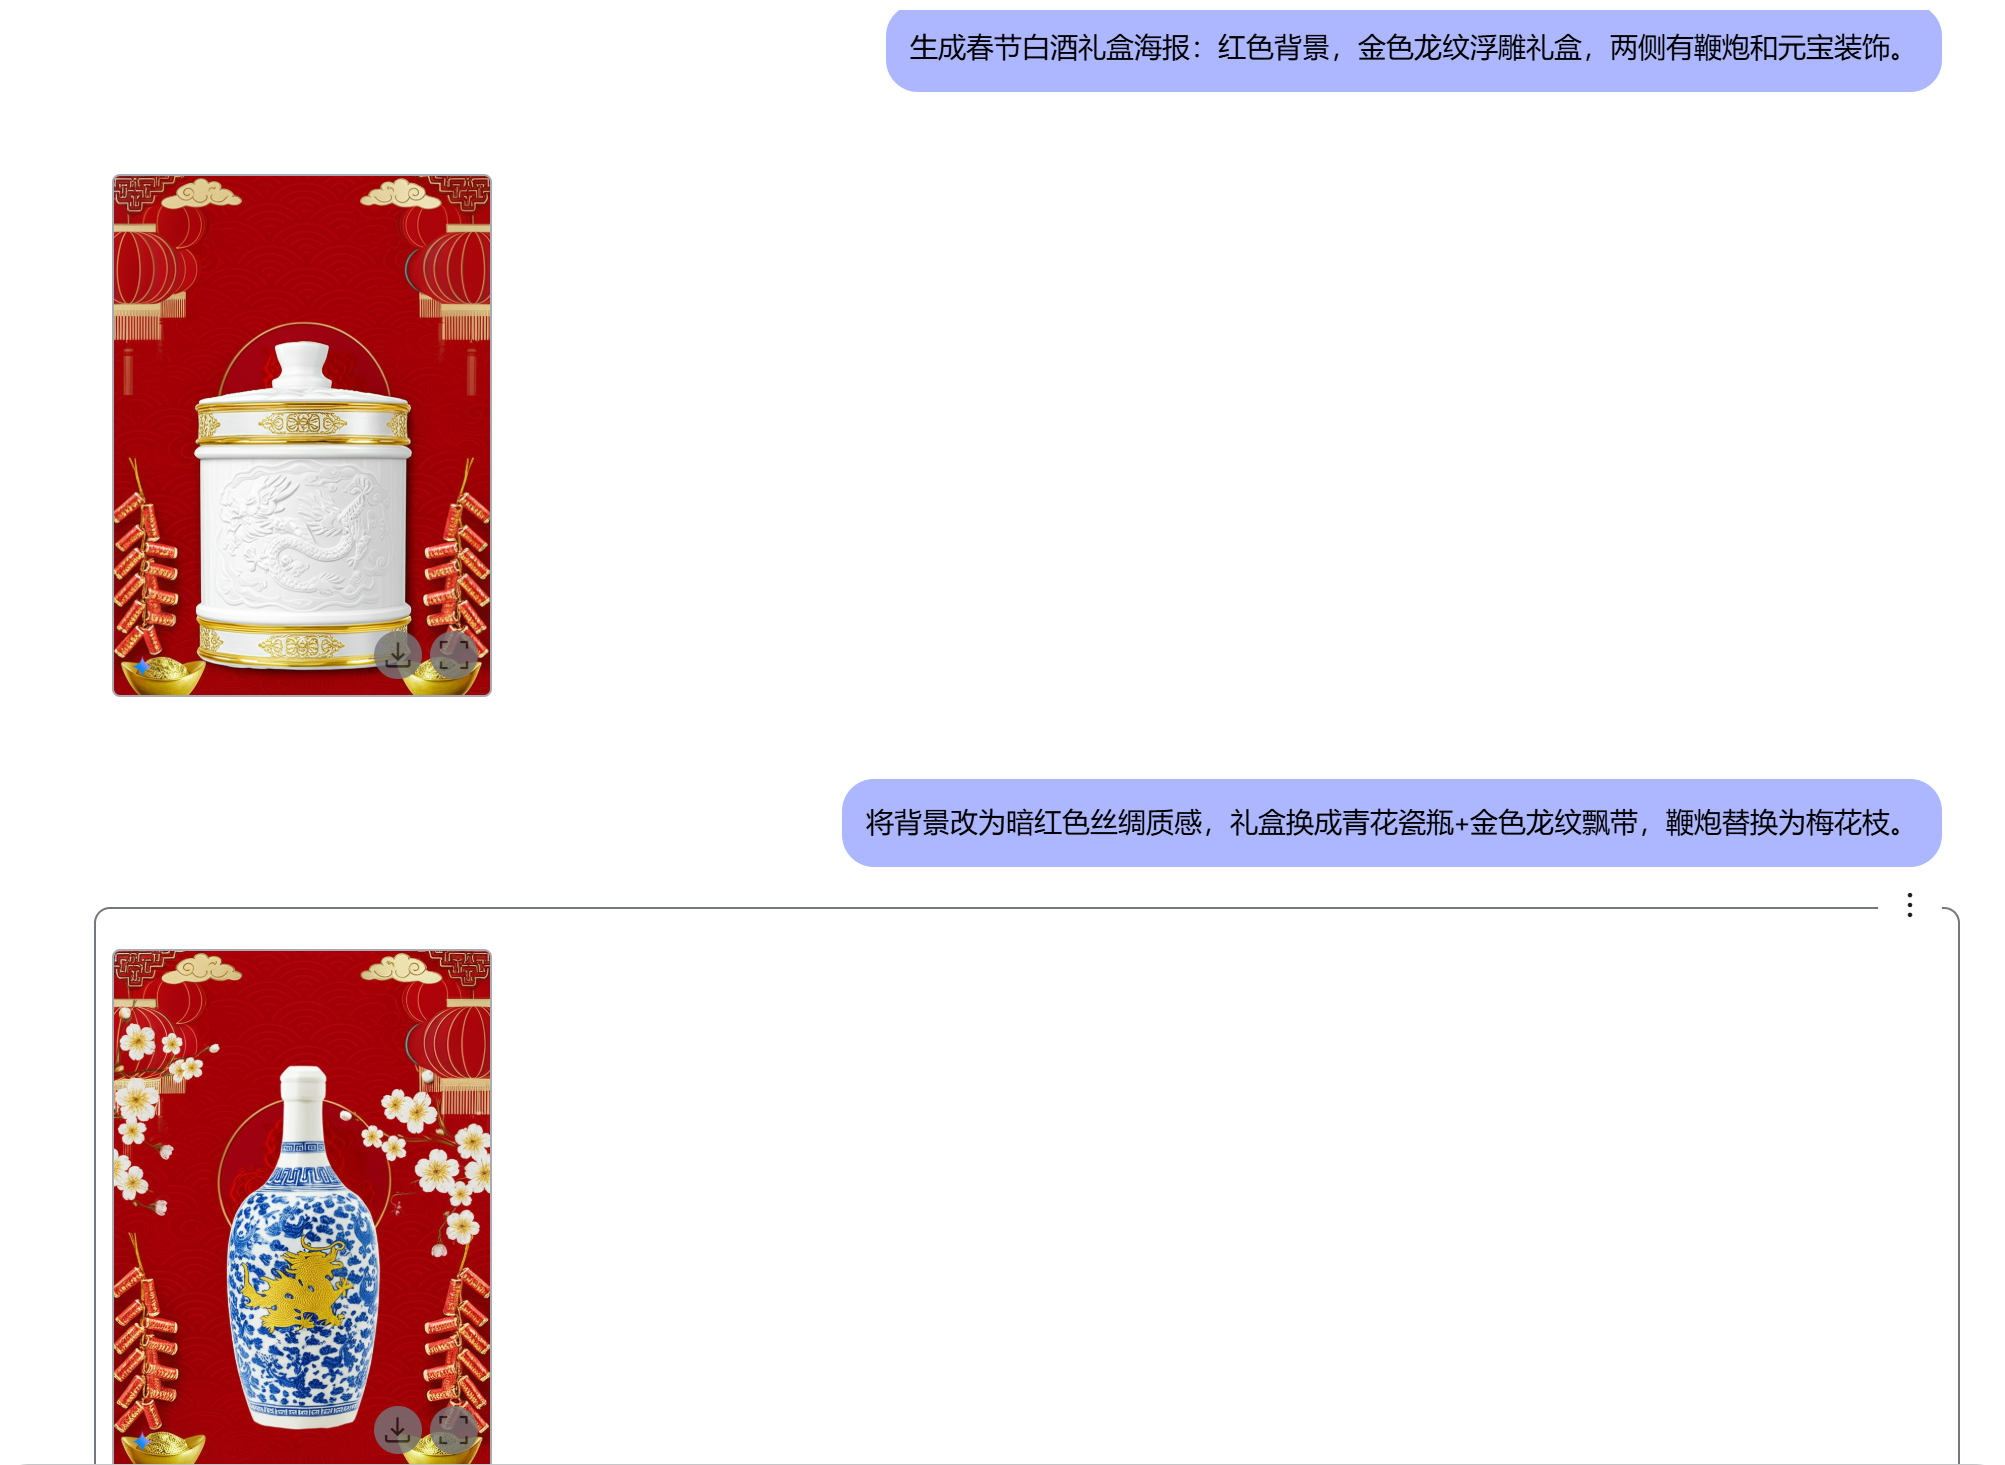 生成春节白酒礼盒海报：红色背景，金色龙纹浮雕礼盒，两侧有鞭炮和元宝装饰。
将背景改为暗红色丝绸质感，礼盒换成青花瓷瓶+金色龙纹飘带，鞭炮替换为梅花枝。